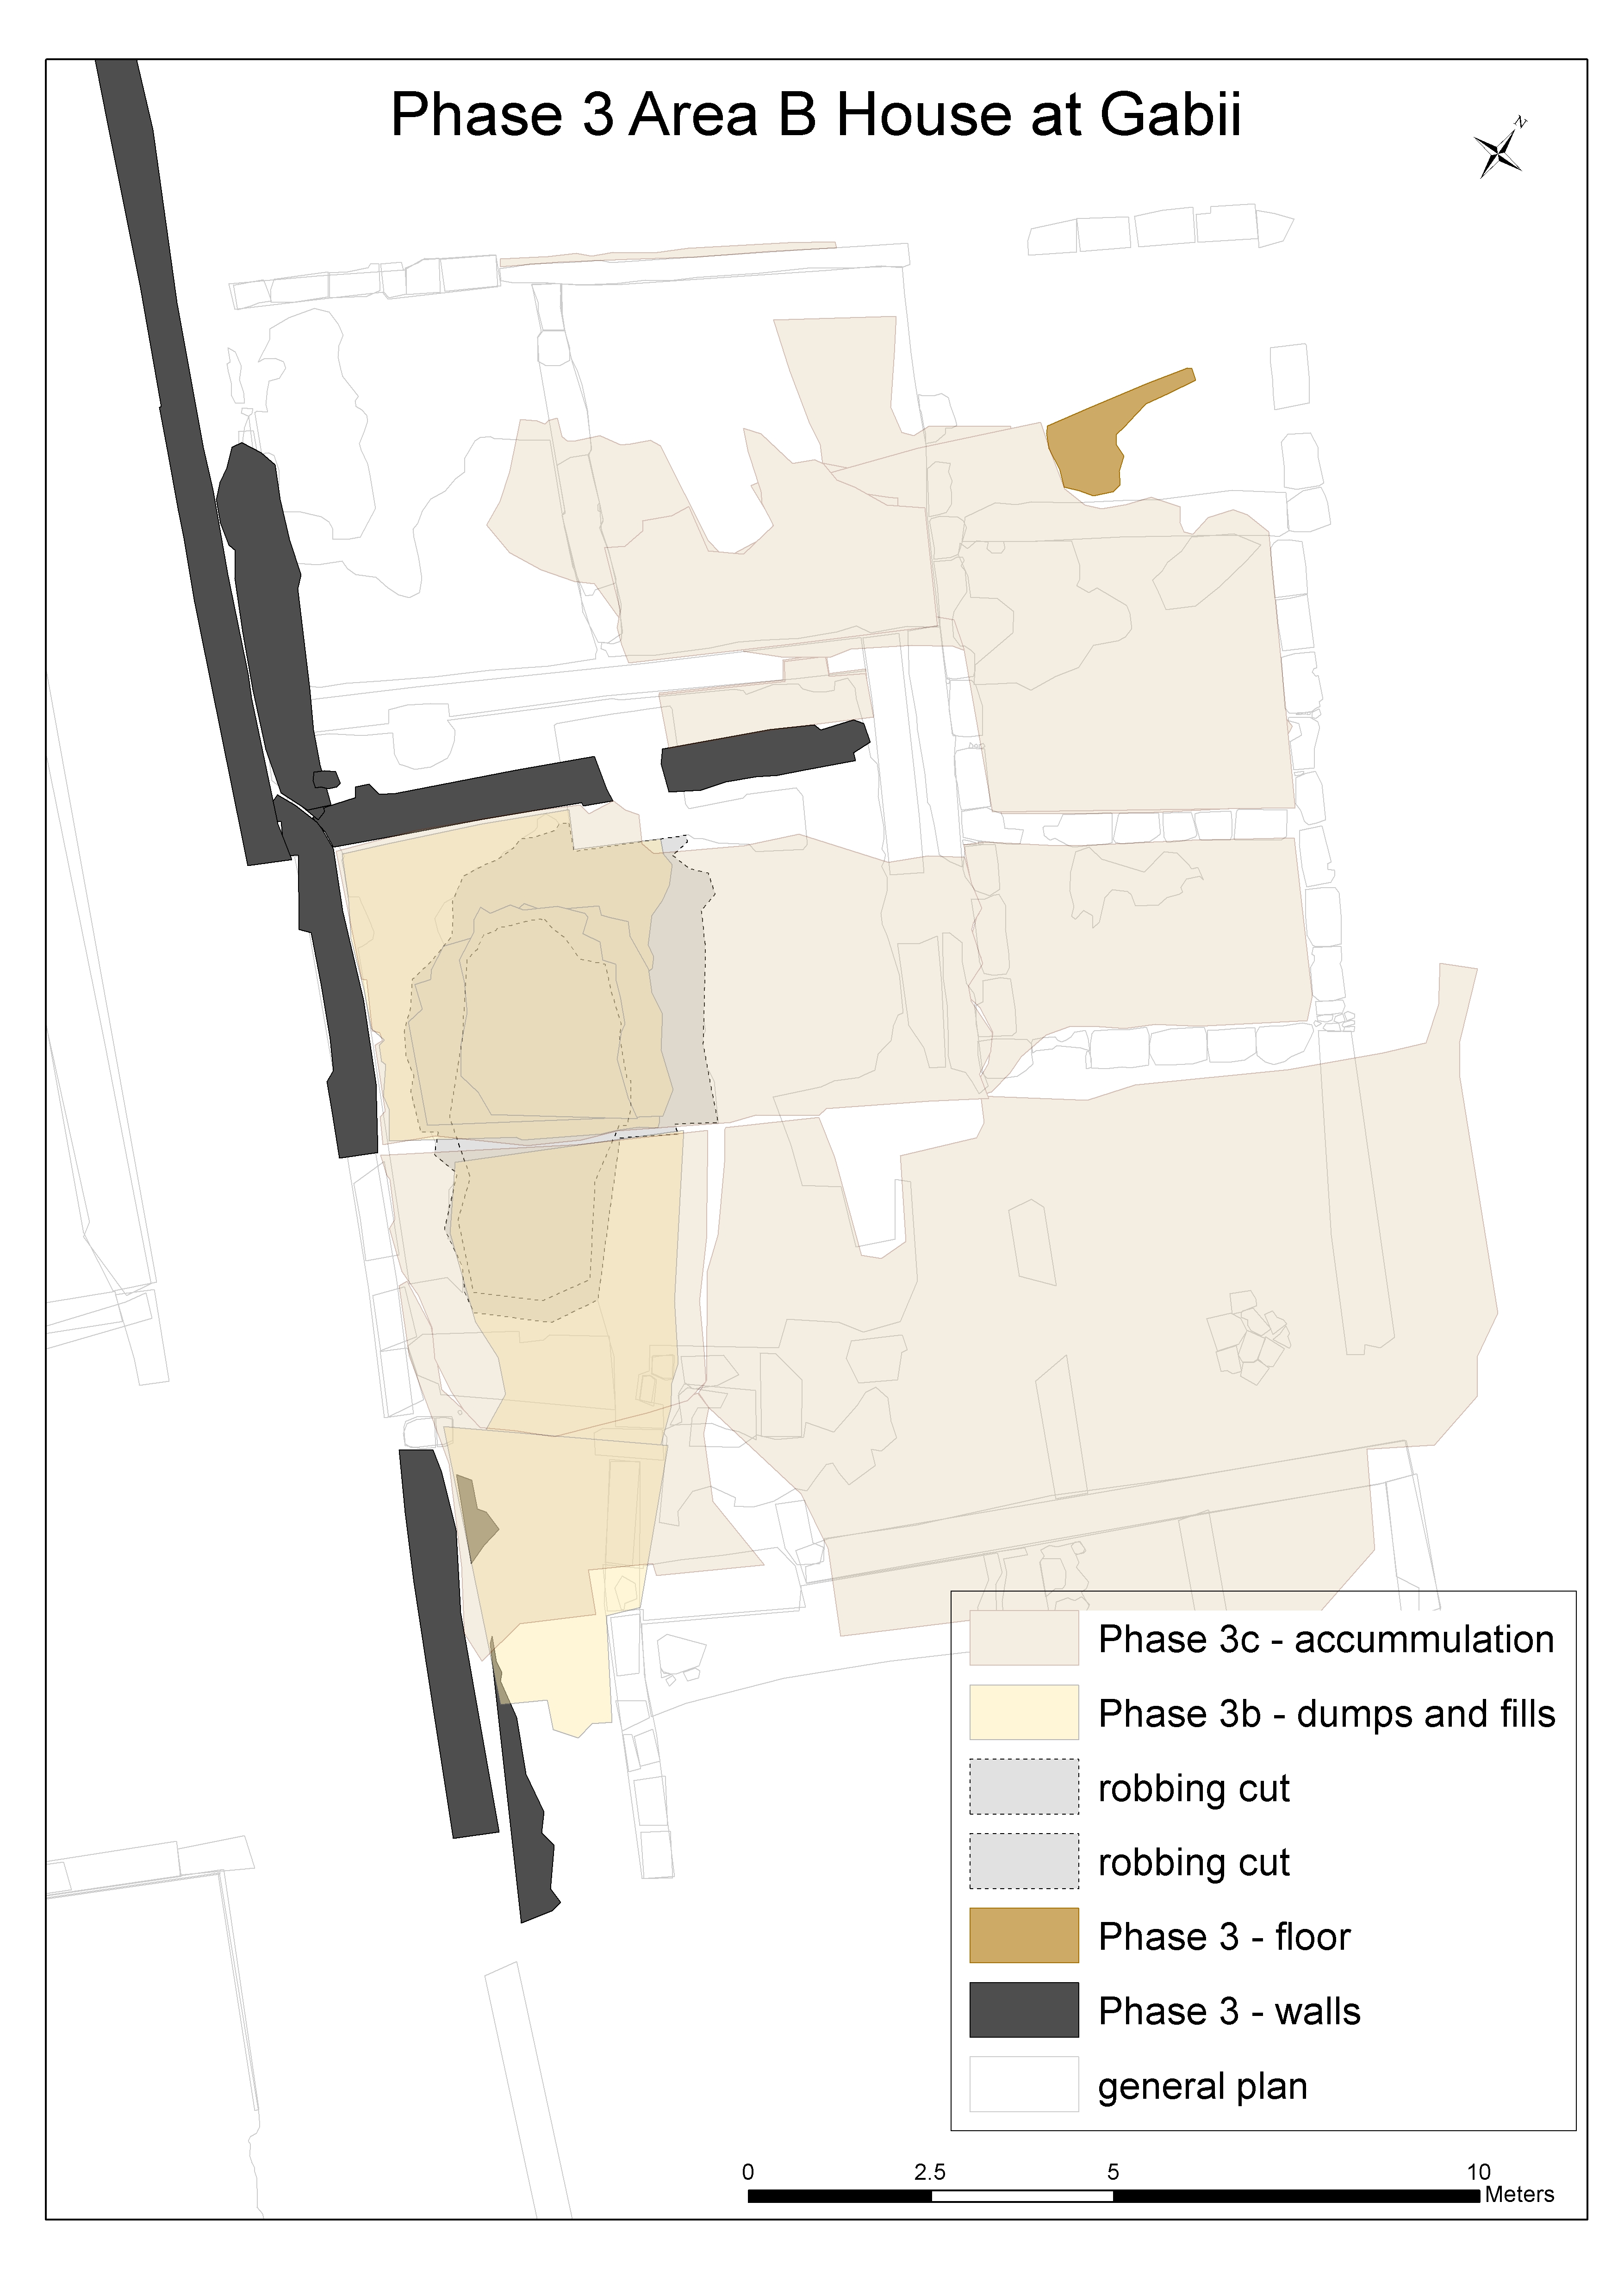 Phase 3 Area B House at Gabii
N
Phase 3c - accummulation
Phase 3b - dumps and fills
robbing cut
robbing cut
Phase 3 - floor
Phase 3 - walls
general plan
0 2.5 5 10
Meters